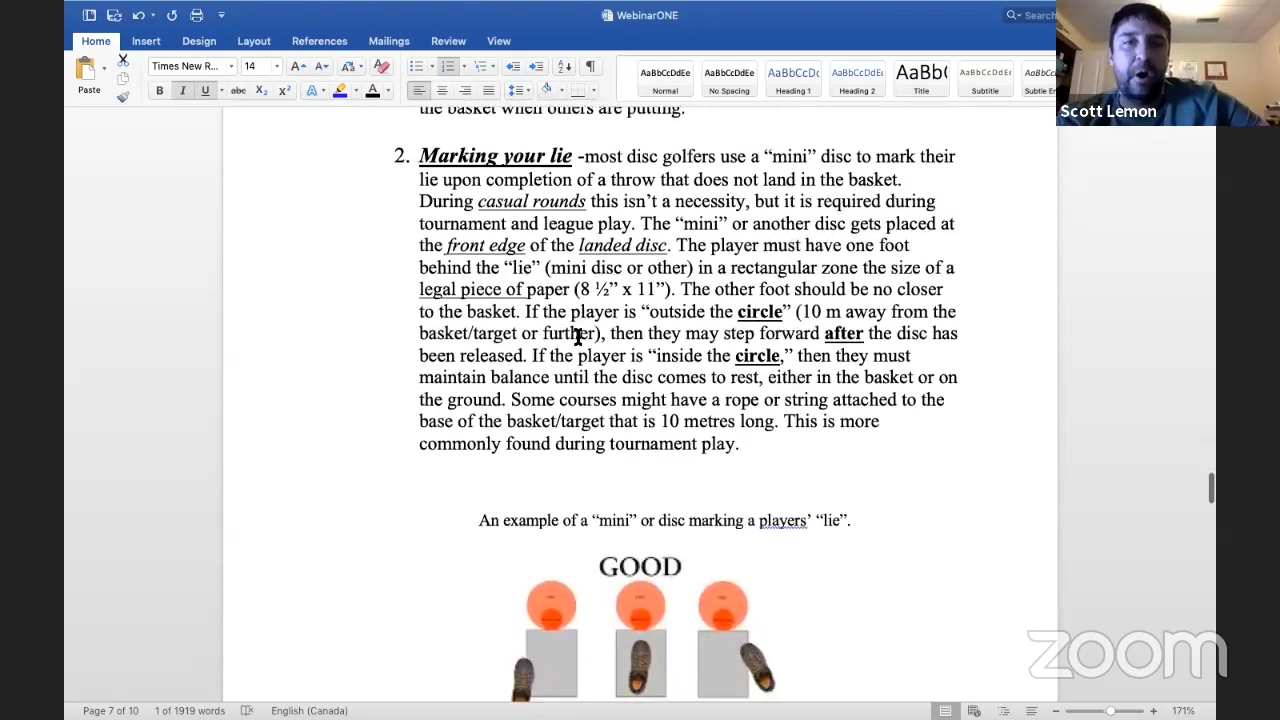 WebinarONE
Search
Home Insert Design Layout References Mailings Review View
Paste
Times New R... 14
AaBbCcDdEe AaBbCcDdEe AaBbCcDc AaBbCcDdEe AaBb( AaBbCcDdEe
Normal No Spacing Heading 1 Heading 2 Title Subtitle Subtle En
Scott Lemon
the basket when others are putting.
2. Marking your lie -most disc golfers use a “mini” disc to mark their
lie upon completion of a throw that does not land in the basket.
During casual rounds this isn’t a necessity, but it is required during
tournament and league play. The “mini” or another disc gets placed at
the front edge of the landed disc. The player must have one foot
behind the “lie” (mini disc or other) in a rectangular zone the size of a
legal piece of paper (8 ½” x 11”). The other foot should be no closer
to the basket. If the player is “outside the circle” (10 m away from the
basket/target or further), then they may step forward after the disc has
been released. If the player is “inside the circle,” then they must
maintain balance until the disc comes to rest, either in the basket or on
the ground. Some courses might have a rope or string attached to the
base of the basket/target that is 10 metres long. This is more
commonly found during tournament play.
An example of a “mini” or disc marking a players’ “lie”.
GOOD
zoom
Page 7 of 10 1 of 1919 words English (Canada) 171%